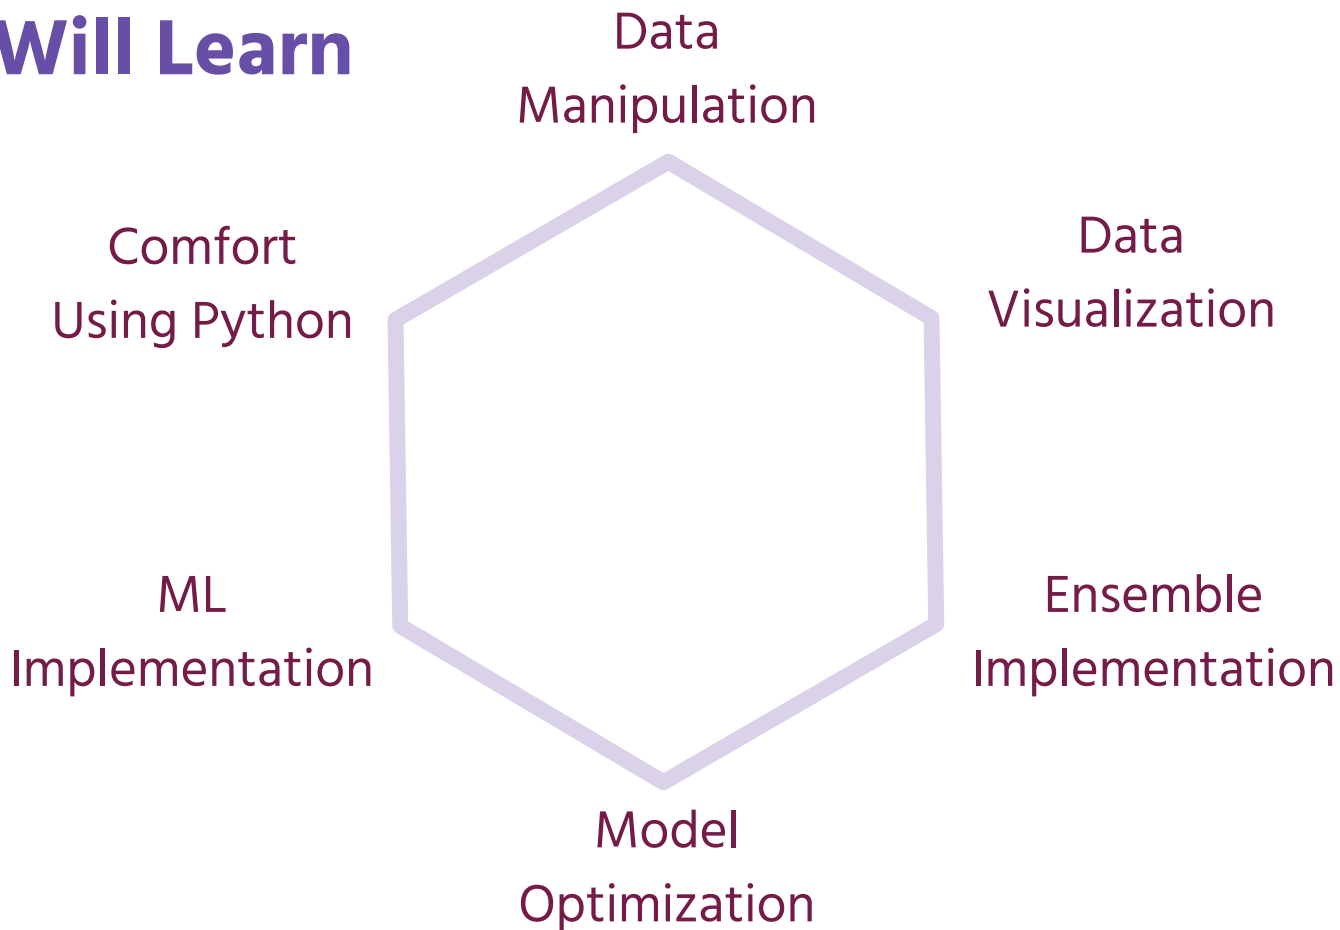 Will Learn
Data
Manipulation
Comfort
Using Python
Data
Visualization
ML
Implementation
Ensemble
Implementation
Model
Optimization